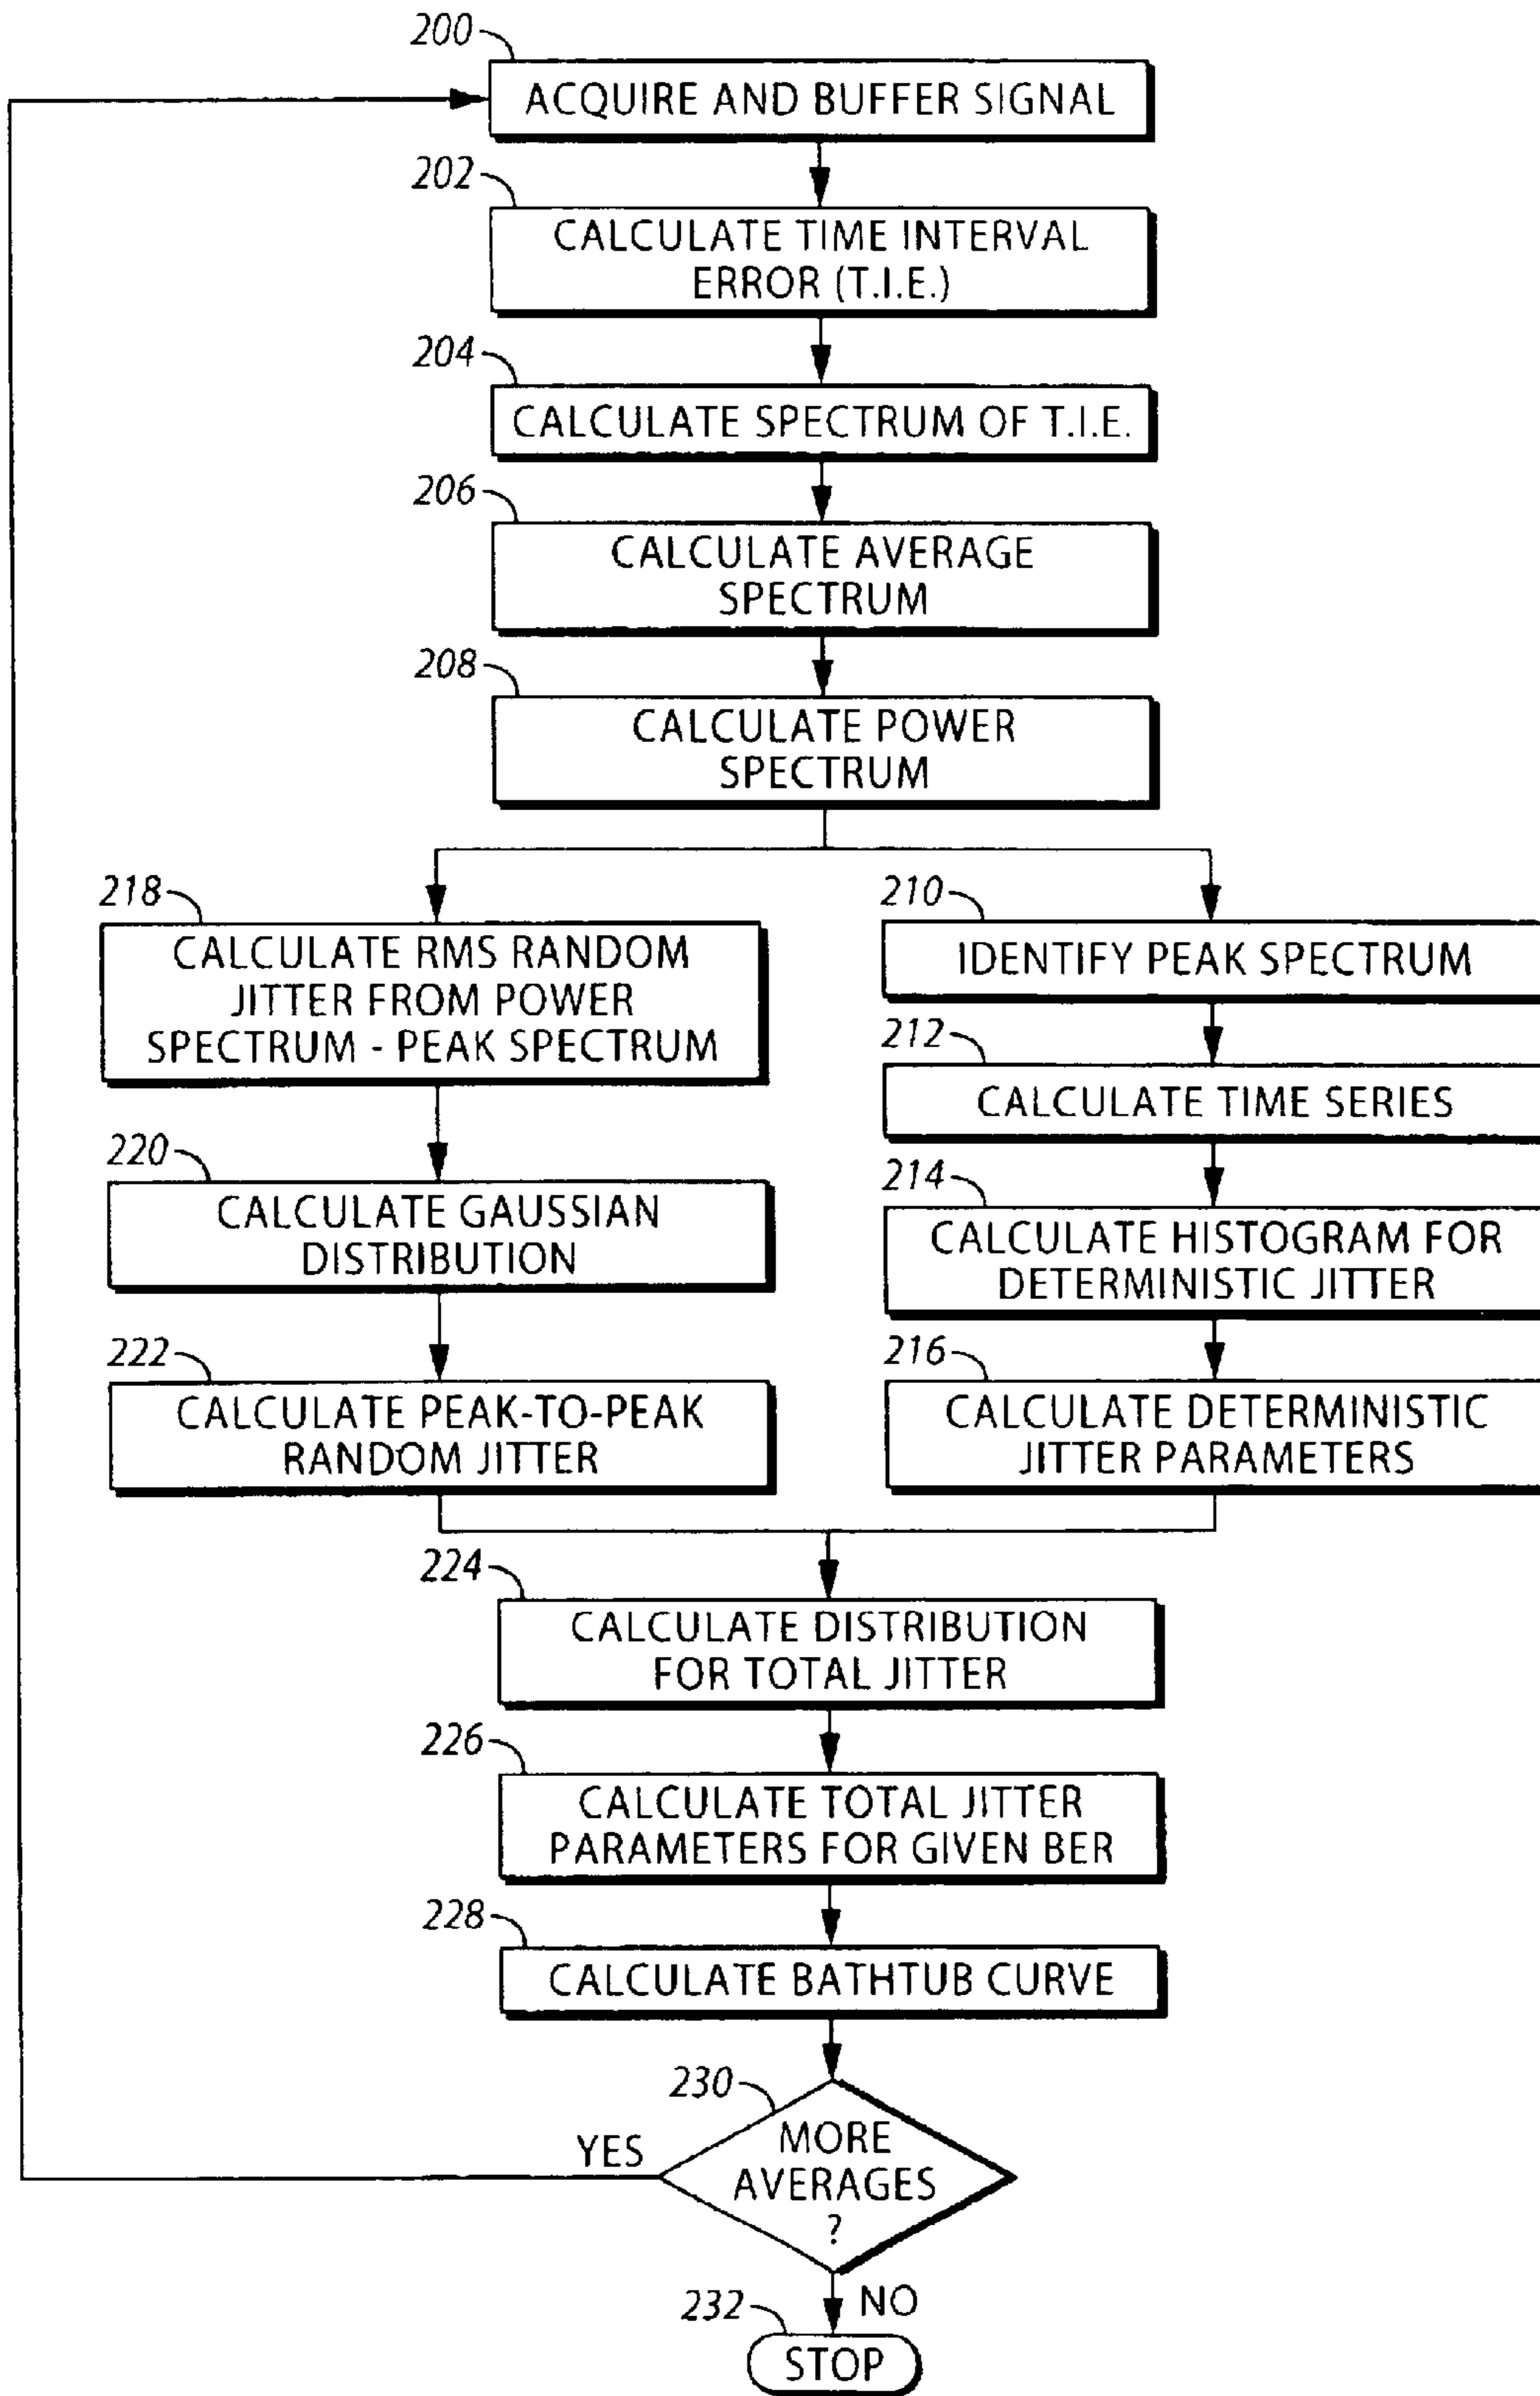 200
ACQUIRE AND BUFFER SIGNAL
202
CALCULATE TIME INTERVAL
ERROR (T.I.E.)
204
CALCULATE SPECTRUM OF T.I.E.
206
CALCULATE AVERAGE
SPECTRUM
208
CALCULATE POWER
SPECTRUM
218
CALCULATE RMS RANDOM
JITTER FROM POWER
SPECTRUM - PEAK SPECTRUM
220
CALCULATE GAUSSIAN
DISTRIBUTION
222
CALCULATE PEAK-TO-PEAK
RANDOM JITTER
210
IDENTIFY PEAK SPECTRUM
212
CALCULATE TIME SERIES
214
CALCULATE HISTOGRAM FOR
DETERMINISTIC JITTER
216
CALCULATE DETERMINISTIC
JITTER PARAMETERS
224
CALCULATE DISTRIBUTION
FOR TOTAL JITTER
226
CALCULATE TOTAL JITTER
PARAMETERS FOR GIVEN BER
228
CALCULATE BATHTUB CURVE
230
YES
MORE
AVERAGES
?
NO
232
STOP